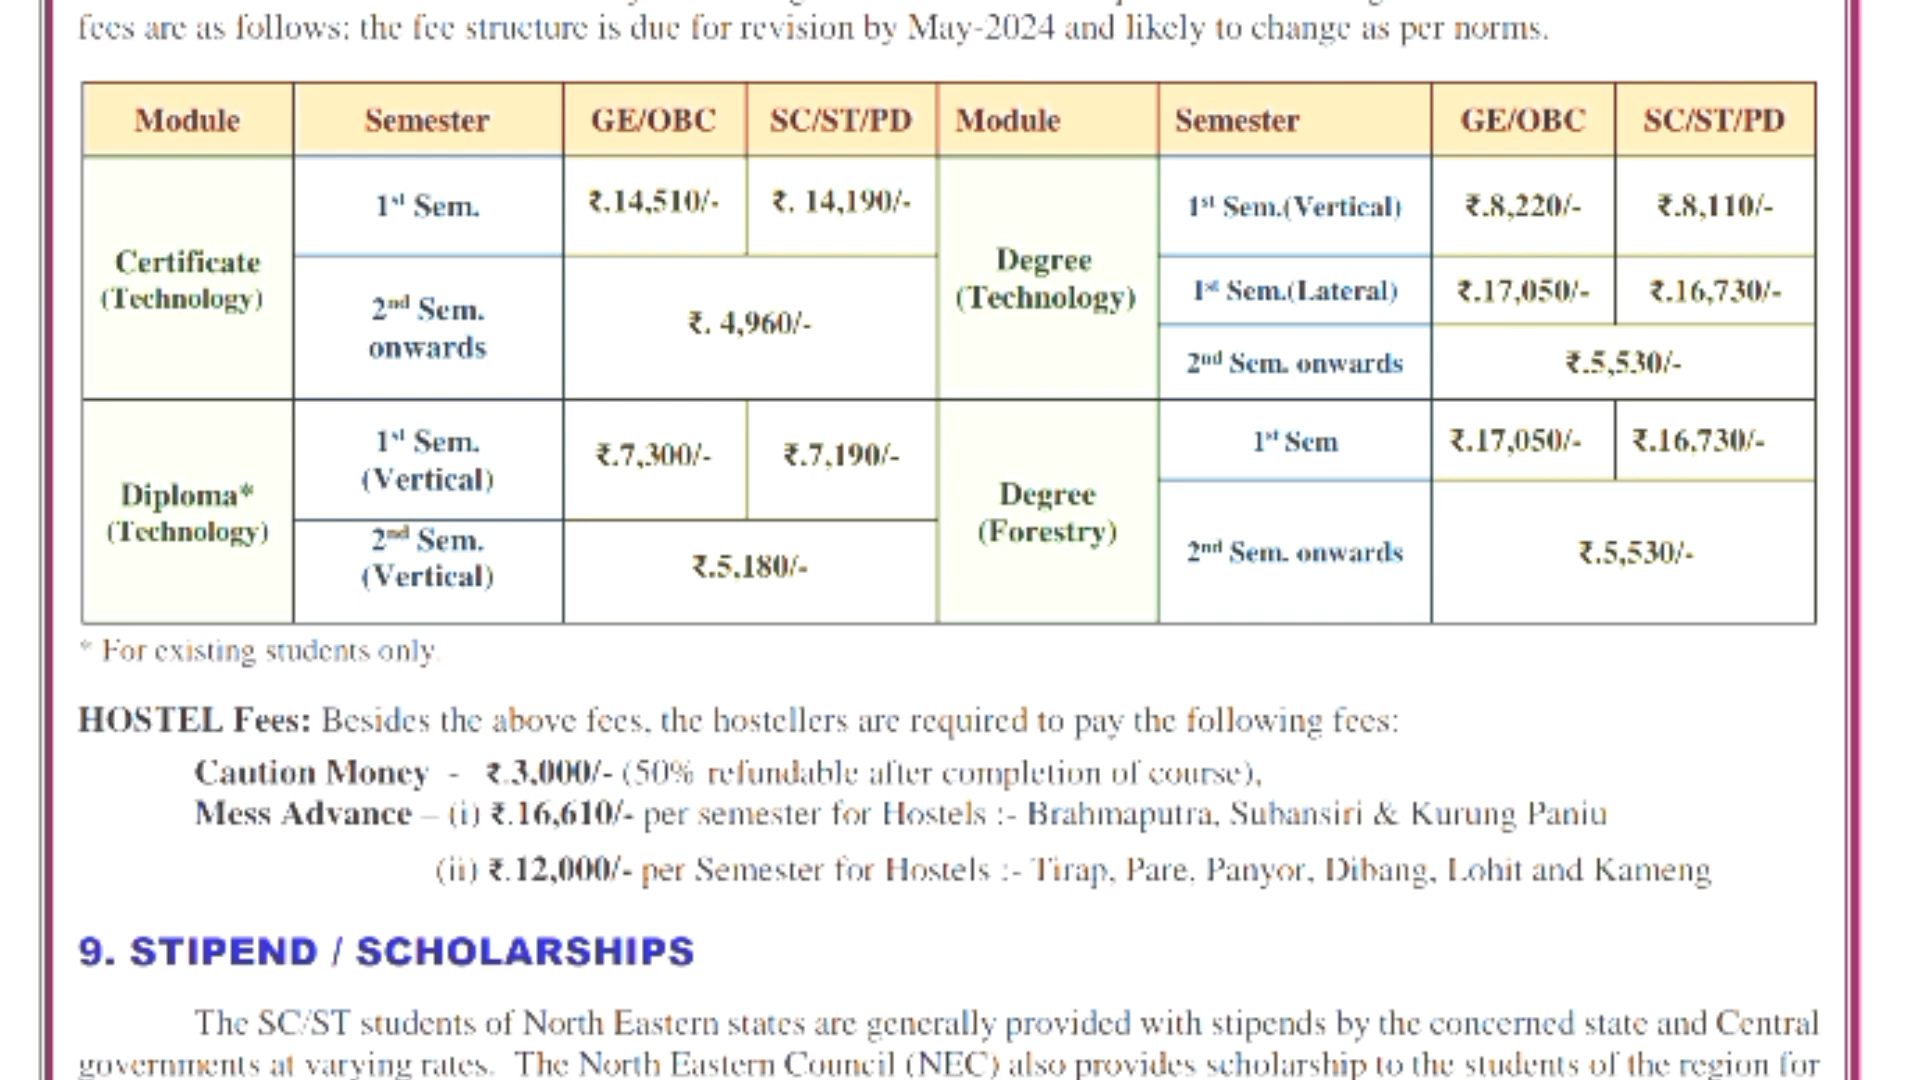 fees are as follows; the fee structure is due for revision by May-2024 and likely to change as per norms.
Module Semester GE/OBC SC/ST/PD Module Semester GE/OBC SC/ST/PD
Certificate
(Technology)
1st Sem. ₹.14,510/- ₹. 14,190/-
2nd Sem.
onwards
₹. 4,960/-
Degree
(Technology)
1st Sem.(Vertical) ₹.8,220/- ₹.8,110/-
1st Sem.(Lateral) ₹.17,050/- ₹.16,730/-
2nd Sem. onwards ₹.5,530/-
Diploma*
(Technology)
1st Sem.
(Vertical)
₹.7,300/- ₹.7,190/-
2nd Sem.
(Vertical)
₹.5.180/-
Degree
(Forestry)
1st Sem ₹.17,050/- ₹.16.730/-
2nd Sem. onwards ₹.5,530/-
* For existing students only.
HOSTEL Fees: Besides the above fees, the hostellers are required to pay the following fees:
Caution Money - ₹.3,000/- (50% refundable after completion of course),
Mess Advance – (i) ₹.16,610/- per semester for Hostels :- Brahmaputra, Subansiri & Kurung Paniu
(ii) ₹.12,000/- per Semester for Hostels :- Tirap, Pare, Panyor, Dibang, Lohit and Kameng
9. STIPEND / SCHOLARSHIPS
The SC/ST students of North Eastern states are generally provided with stipends by the concerned state and Central
governments at varying rates. The North Eastern Council (NEC) also provides scholarship to the students of the region for